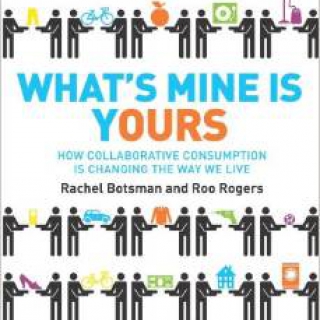 WHAT'S MINE IS
YOURS
HOW COLLABORATIVE CONSUMPTION
IS CHANGING THE WAY WE LIVE
Rachel Botsman and Roo Rogers